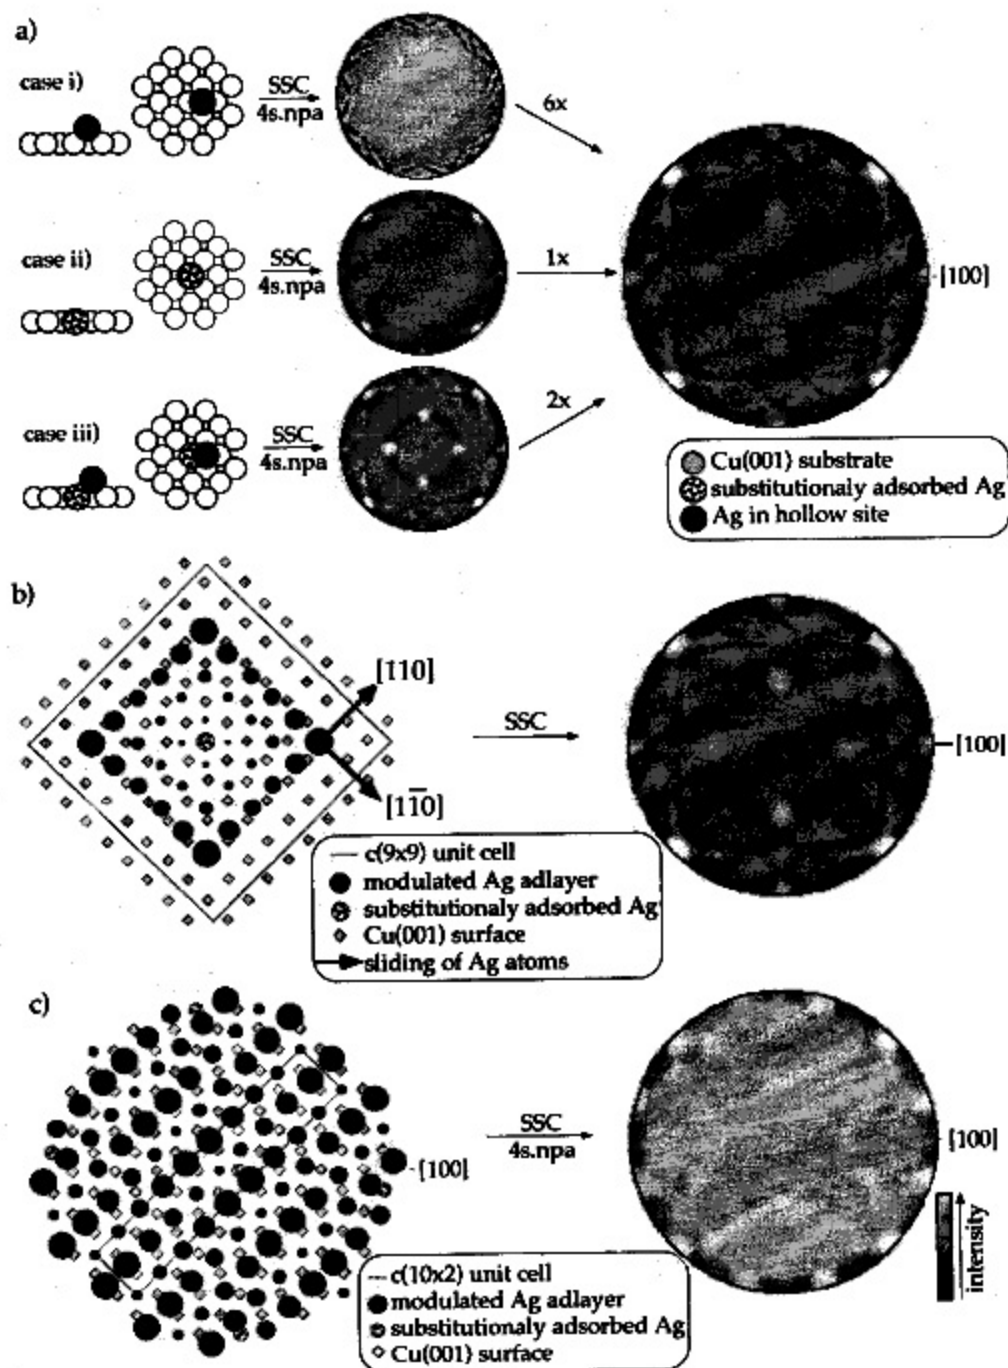 a)
case i)
SSC
4s.npa
6x
case ii)
SSC
4s.npa
1x
[100]
case iii)
SSC
4s.npa
2x
Cu(001) substrate
substitutionaly adsorbed Ag
Ag in hollow site
b)
[110]
[11̅0]
SSC
[100]
c(9x9) unit cell
modulated Ag adlayer
substitutionaly adsorbed Ag
Cu(001) surface
sliding of Ag atoms
c)
[100]
SSC
4s.npa
[100]
intensity
c(10x2) unit cell
modulated Ag adlayer
substitutionaly adsorbed Ag
Cu(001) surface